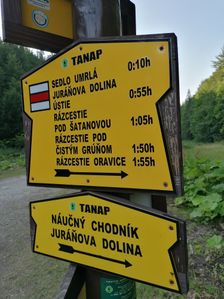 TANAP
SEDLO UMRLÁ 0:10h
JURÁŇOVA DOLINA
ÚSTIE 0:55h
RÁZCESTIE
POD ŠATANOVOU 1:05h
RÁZCESTIE POD
ČISTÝM GRÚŇOM 1:50h
RÁZCESTIE ORAVICE 1:55h
TANAP
NÁUČNÝ CHODNÍK
JURÁŇOVA DOLINA